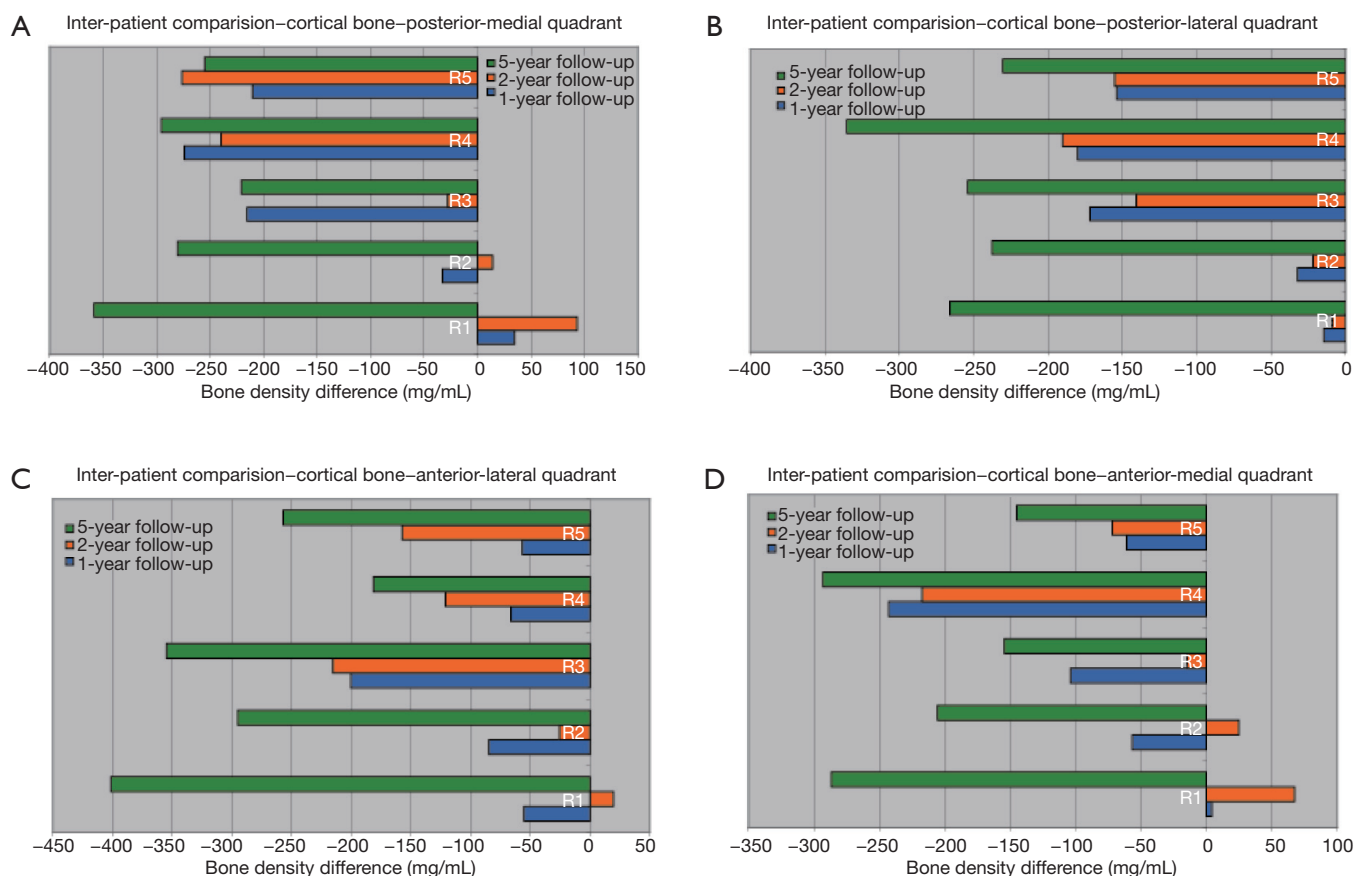 A
Inter-patient comparision–cortical bone–posterior-medial quadrant
5-year follow-up
2-year follow-up
1-year follow-up
R5
R4
R3
R2
R1
−400 −350 −300 −250 −200 −150 −100 −50 0 50 100 150
Bone density difference (mg/mL)
B
Inter-patient comparision–cortical bone–posterior-lateral quadrant
5-year follow-up
2-year follow-up
1-year follow-up
R5
R4
R3
R2
R1
−400 −350 −300 −250 −200 −150 −100 −50 0
Bone density difference (mg/mL)
C
Inter-patient comparision–cortical bone–anterior-lateral quadrant
5-year follow-up
2-year follow-up
1-year follow-up
R5
R4
R3
R2
R1
−450 −400 −350 −300 −250 −200 −150 −100 −50 0 50
Bone density difference (mg/mL)
D
Inter-patient comparision–cortical bone–anterior-medial quadrant
5-year follow-up
2-year follow-up
1-year follow-up
R5
R4
R3
R2
R1
−350 −300 −250 −200 −150 −100 −50 0 50 100
Bone density difference (mg/mL)